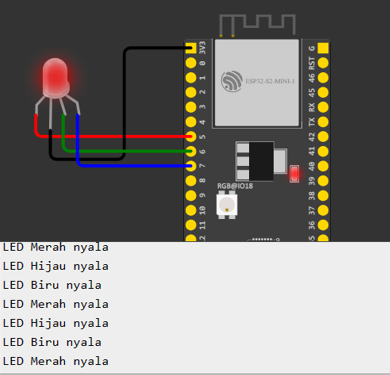 3V3
0
1
2
3
4
5
6
7
8
9
10
11
12
G
RST
46
45
RX
TX
42
41
40
39
38
37
36
ESP32-S2-MINI-1
RGB@IO18
LED Merah nyala
LED Hijau nyala
LED Biru nyala
LED Merah nyala
LED Hijau nyala
LED Biru nyala
LED Merah nyala